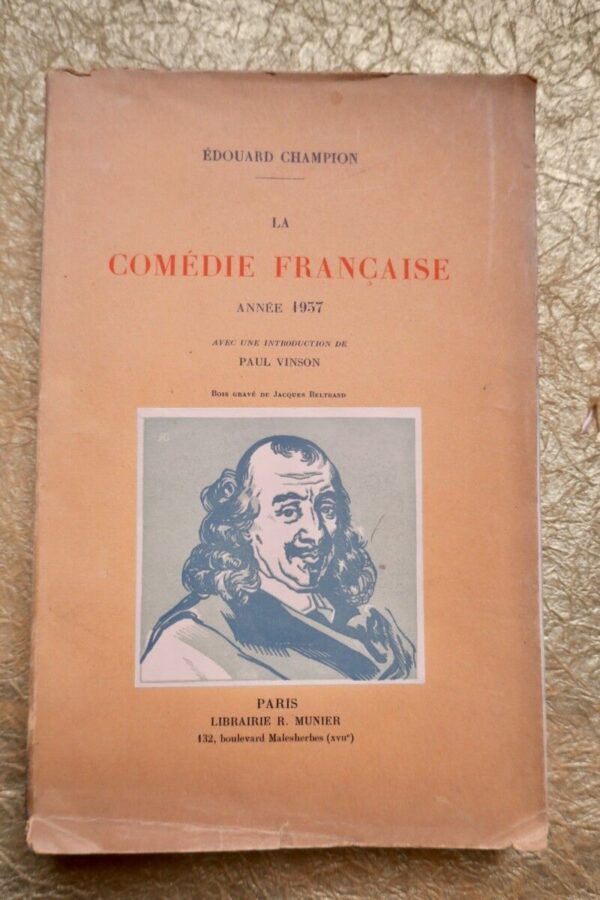 ÉDOUARD CHAMPION
LA
COMÉDIE FRANÇAISE
ANNÉE 1937
AVEC UNE INTRODUCTION DE
PAUL VINSON
BOIS GRAVÉ DE JACQUES BELTRAND
PARIS
LIBRAIRIE R. MUNIER
132, boulevard Malesherbes (XVIIe)